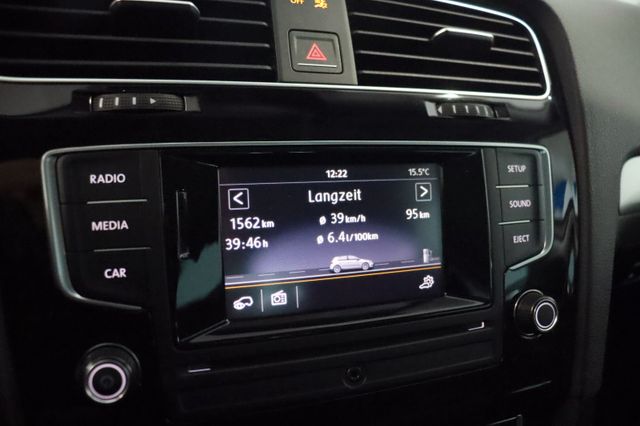 OFF
RADIO
MEDIA
CAR
12:22 15.5°C
Langzeit
1562 km ø 39 km/h 95 km
39:46 h ø 6.4 l/100km
SETUP
SOUND
EJECT